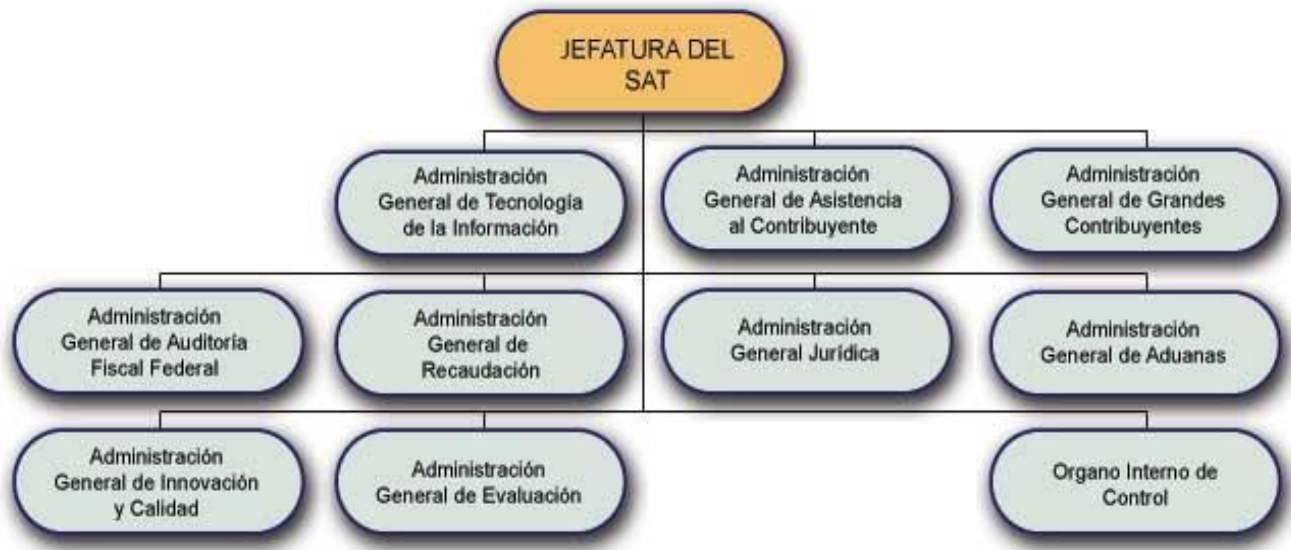 JEFATURA DEL
SAT
Administración
General de Tecnología
de la Información
Administración
General de Asistencia
al Contribuyente
Administración
General de Grandes
Contribuyentes
Administración
General de Auditoría
Fiscal Federal
Administración
General de
Recaudación
Administración
General Jurídica
Administración
General de Aduanas
Administración
General de Innovación
y Calidad
Administración
General de Evaluación
Organo Interno de
Control